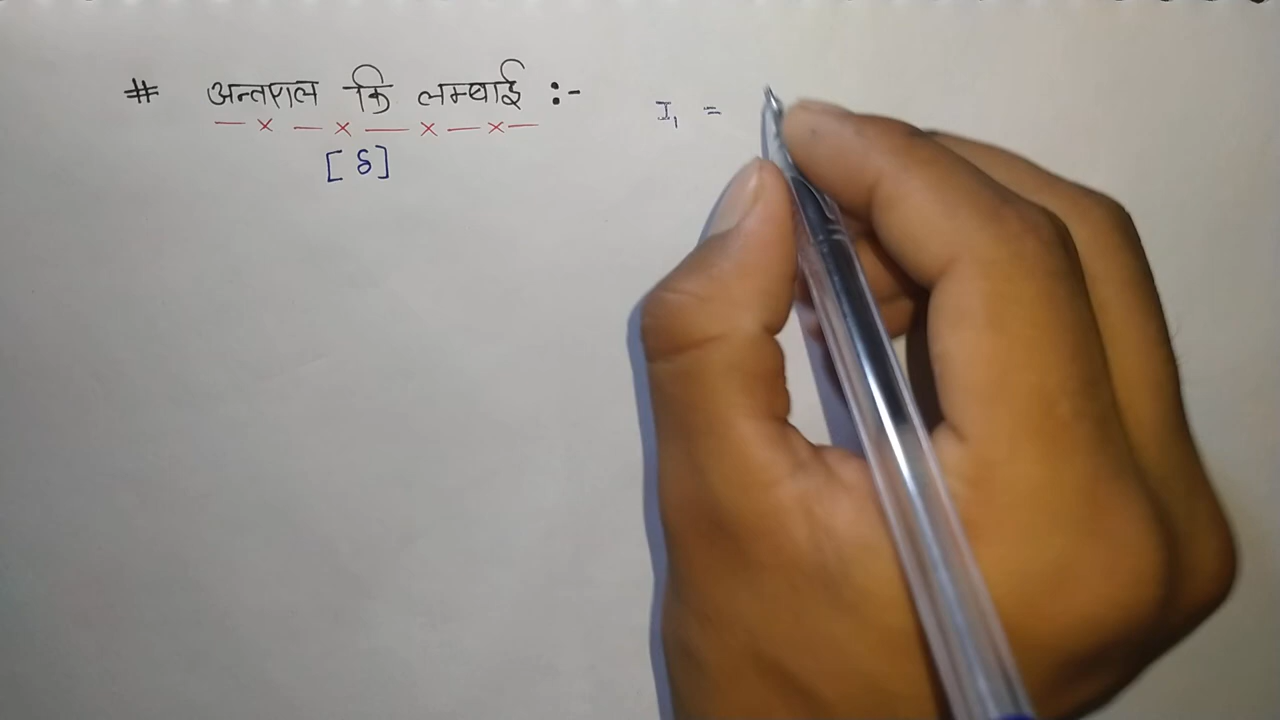 # अन्तराल कि लम्बाई :-
[δ]
I₁ =